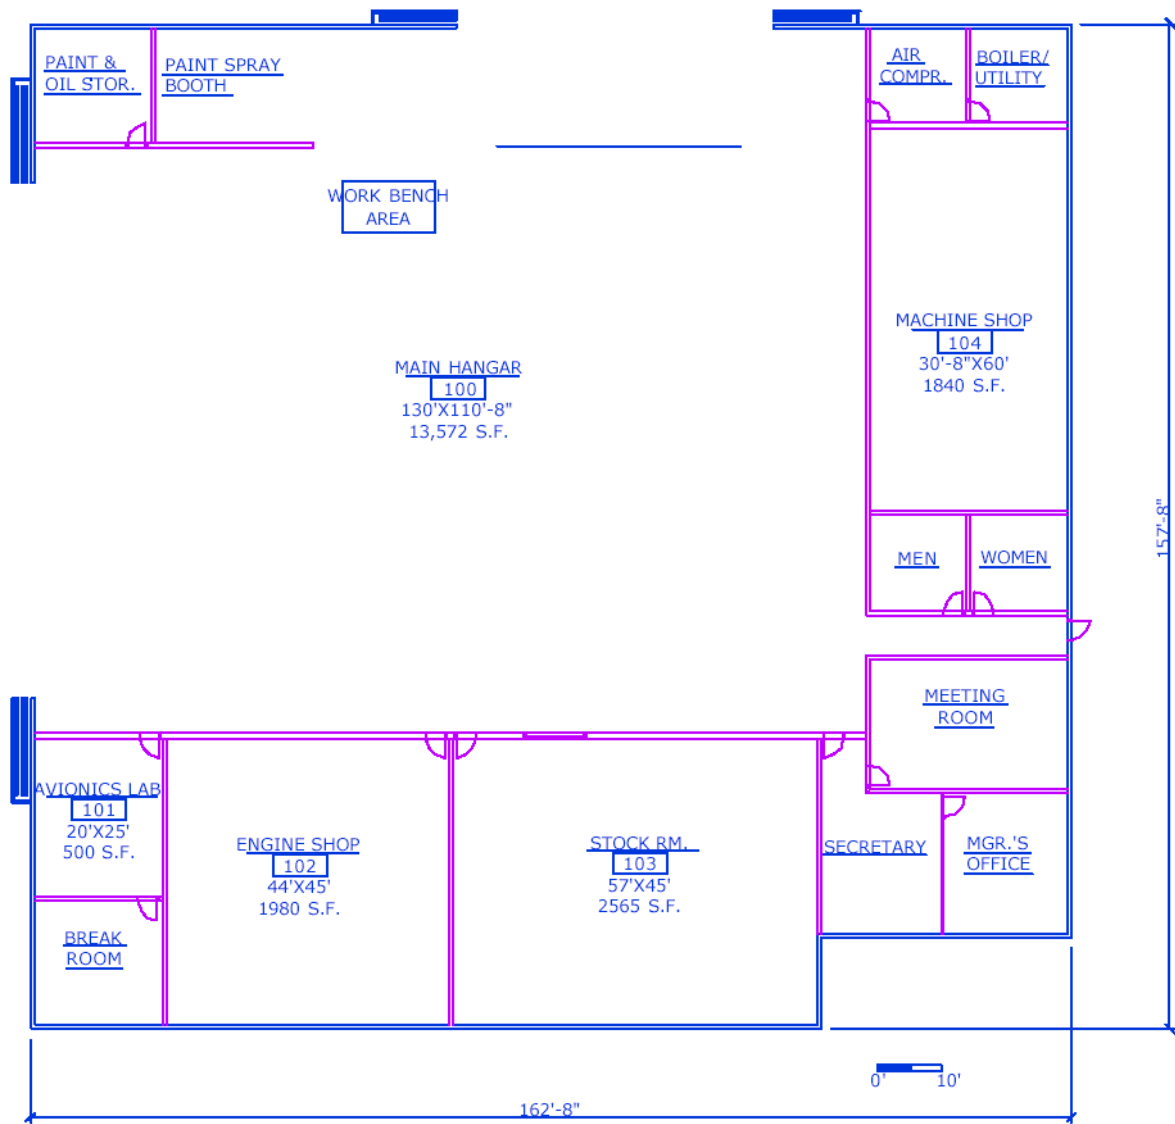 PAINT &
OIL STOR.
PAINT SPRAY
BOOTH
AIR
COMPR.
BOILER/
UTILITY
WORK BENCH
AREA
MACHINE SHOP
104
30'-8"X60'
1840 S.F.
MAIN HANGAR
100
130'X110'-8"
13,572 S.F.
157'-8"
MEN
WOMEN
MEETING
ROOM
AVIONICS LAB
101
20'X25'
500 S.F.
ENGINE SHOP
102
44'X45'
1980 S.F.
STOCK RM.
103
57'X45'
2565 S.F.
SECRETARY
MGR.'S
OFFICE
BREAK
ROOM
0' 10'
162'-8"